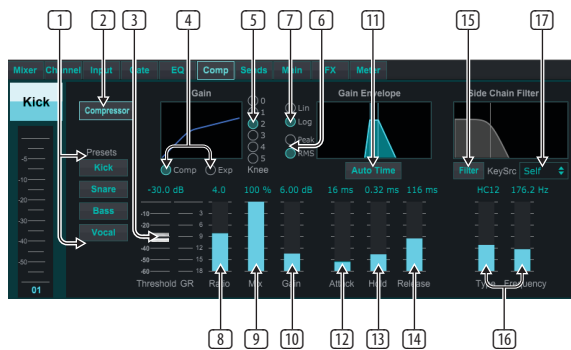 1 2 3 4 5 7 6 11 15 17
Mixer Channel Input Gate EQ Comp Sends Main FX Meter
Kick
Compressor
Gain
0
1
2
3
4
5
Knee
Lin
Log
Peak
RMS
Gain Envelope
Side Chain Filter
Presets
Kick
Snare
Bass
Vocal
Comp Exp
Auto Time
Filter KeySrc Self
-30.0 dB 4.0 100 % 6.00 dB 16 ms 0.32 ms 116 ms HC12 176.2 Hz
-10
-20
-30
-40
-50
-10
-20
-30
-40
-50
-60
3
6
9
12
15
18
Threshold GR Ratio Mix Gain Attack Hold Release Type Frequency
01
8 9 10 12 13 14 16